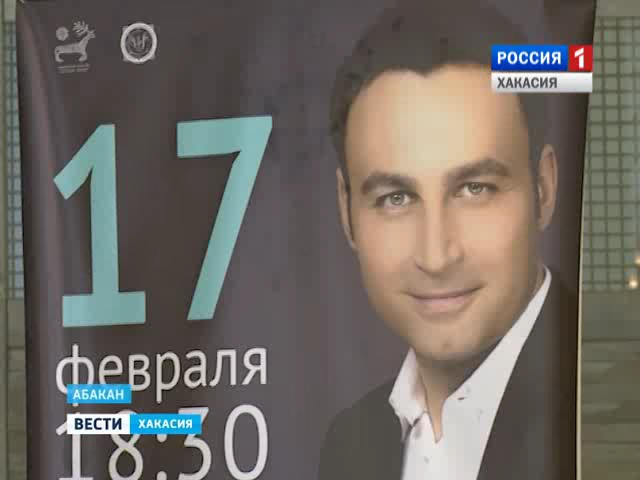 РОССИЯ 1
ХАКАСИЯ
17
февраля
18:30
АБАКАН
ВЕСТИ ХАКАСИЯ